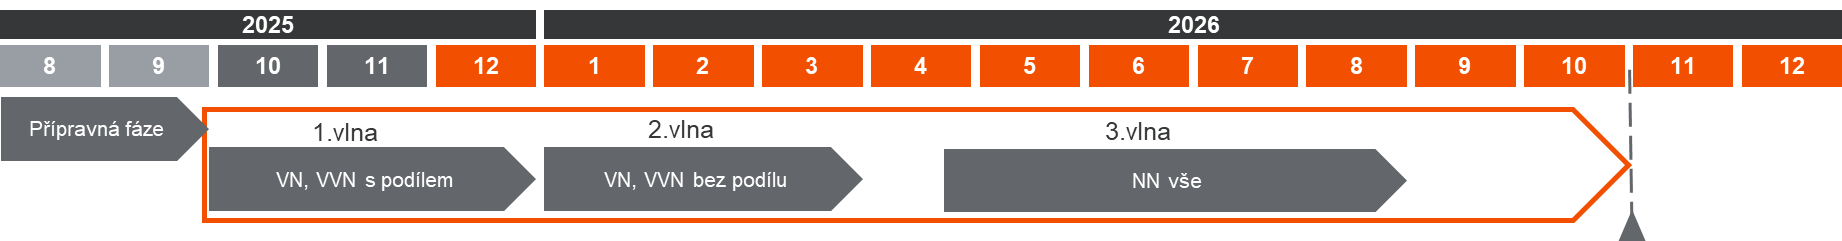 2025 2026
8 9 10 11 12 1 2 3 4 5 6 7 8 9 10 11 12
Přípravná fáze
1.vlna
VN, VVN s podílem
2.vlna
VN, VVN bez podílu
3.vlna
NN vše